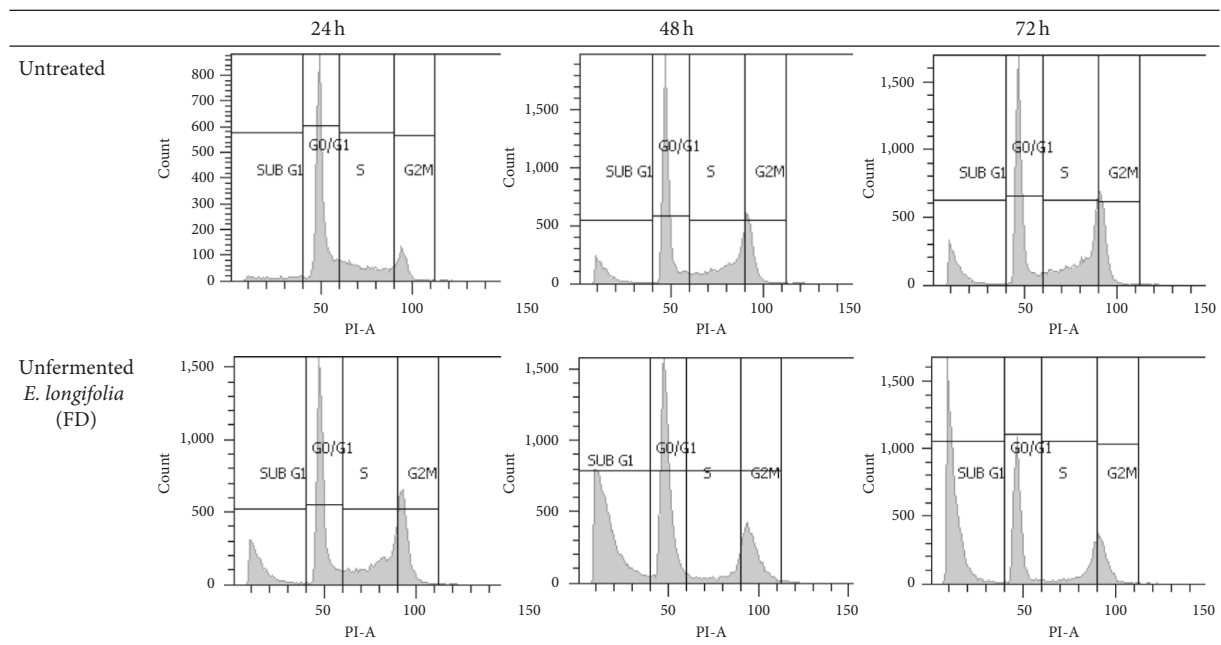 24 h 48 h 72 h
Untreated
800
700
600
500
400
300
200
100
0
Count
SUB G1 G0/G1 S G2M
50 100 150
PI-A
1,500
1,000
500
0
Count
SUB G1 G0/G1 S G2M
50 100 150
PI-A
1,500
1,000
500
0
Count
SUB G1 G0/G1 S G2M
50 100 150
PI-A
Unfermented
E. longifolia
(FD)
1,500
1,000
500
0
Count
SUB G1 G0/G1 S G2M
50 100 150
PI-A
1,500
1,000
500
0
Count
SUB G1 G0/G1 S G2M
50 100 150
PI-A
1,500
1,000
500
0
Count
SUB G1 G0/G1 S G2M
50 100 150
PI-A